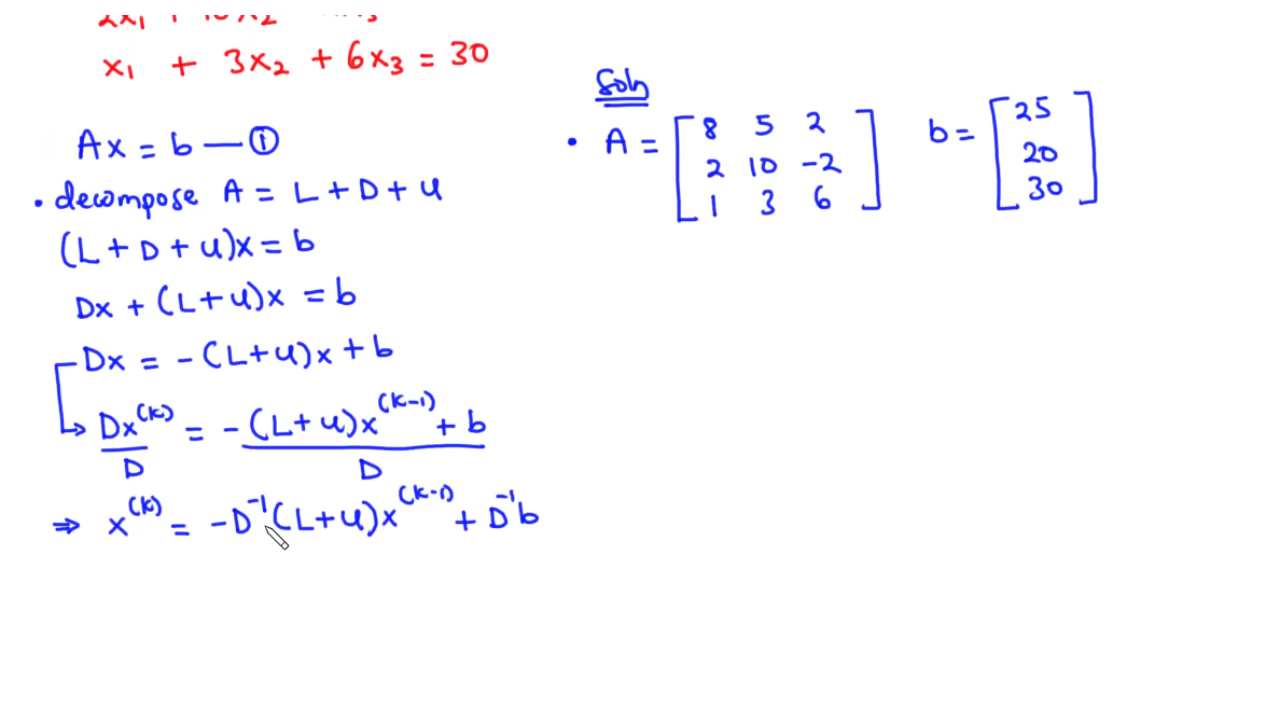 x₁ + 3x₂ + 6x₃ = 30
Ax = b — ①
• decompose A = L + D + U
(L + D + U)x = b
Dx + (L+U)x = b
Dx = -(L+U)x + b
Dx^(k) = -(L+U)x^(k-1) + b
D D
⇒ x^(k) = -D^-1(L+U)x^(k-1) + D^-1b
Soln
• A = [8 5 2
2 10 -2
1 3 6]
b = [25
20
30]